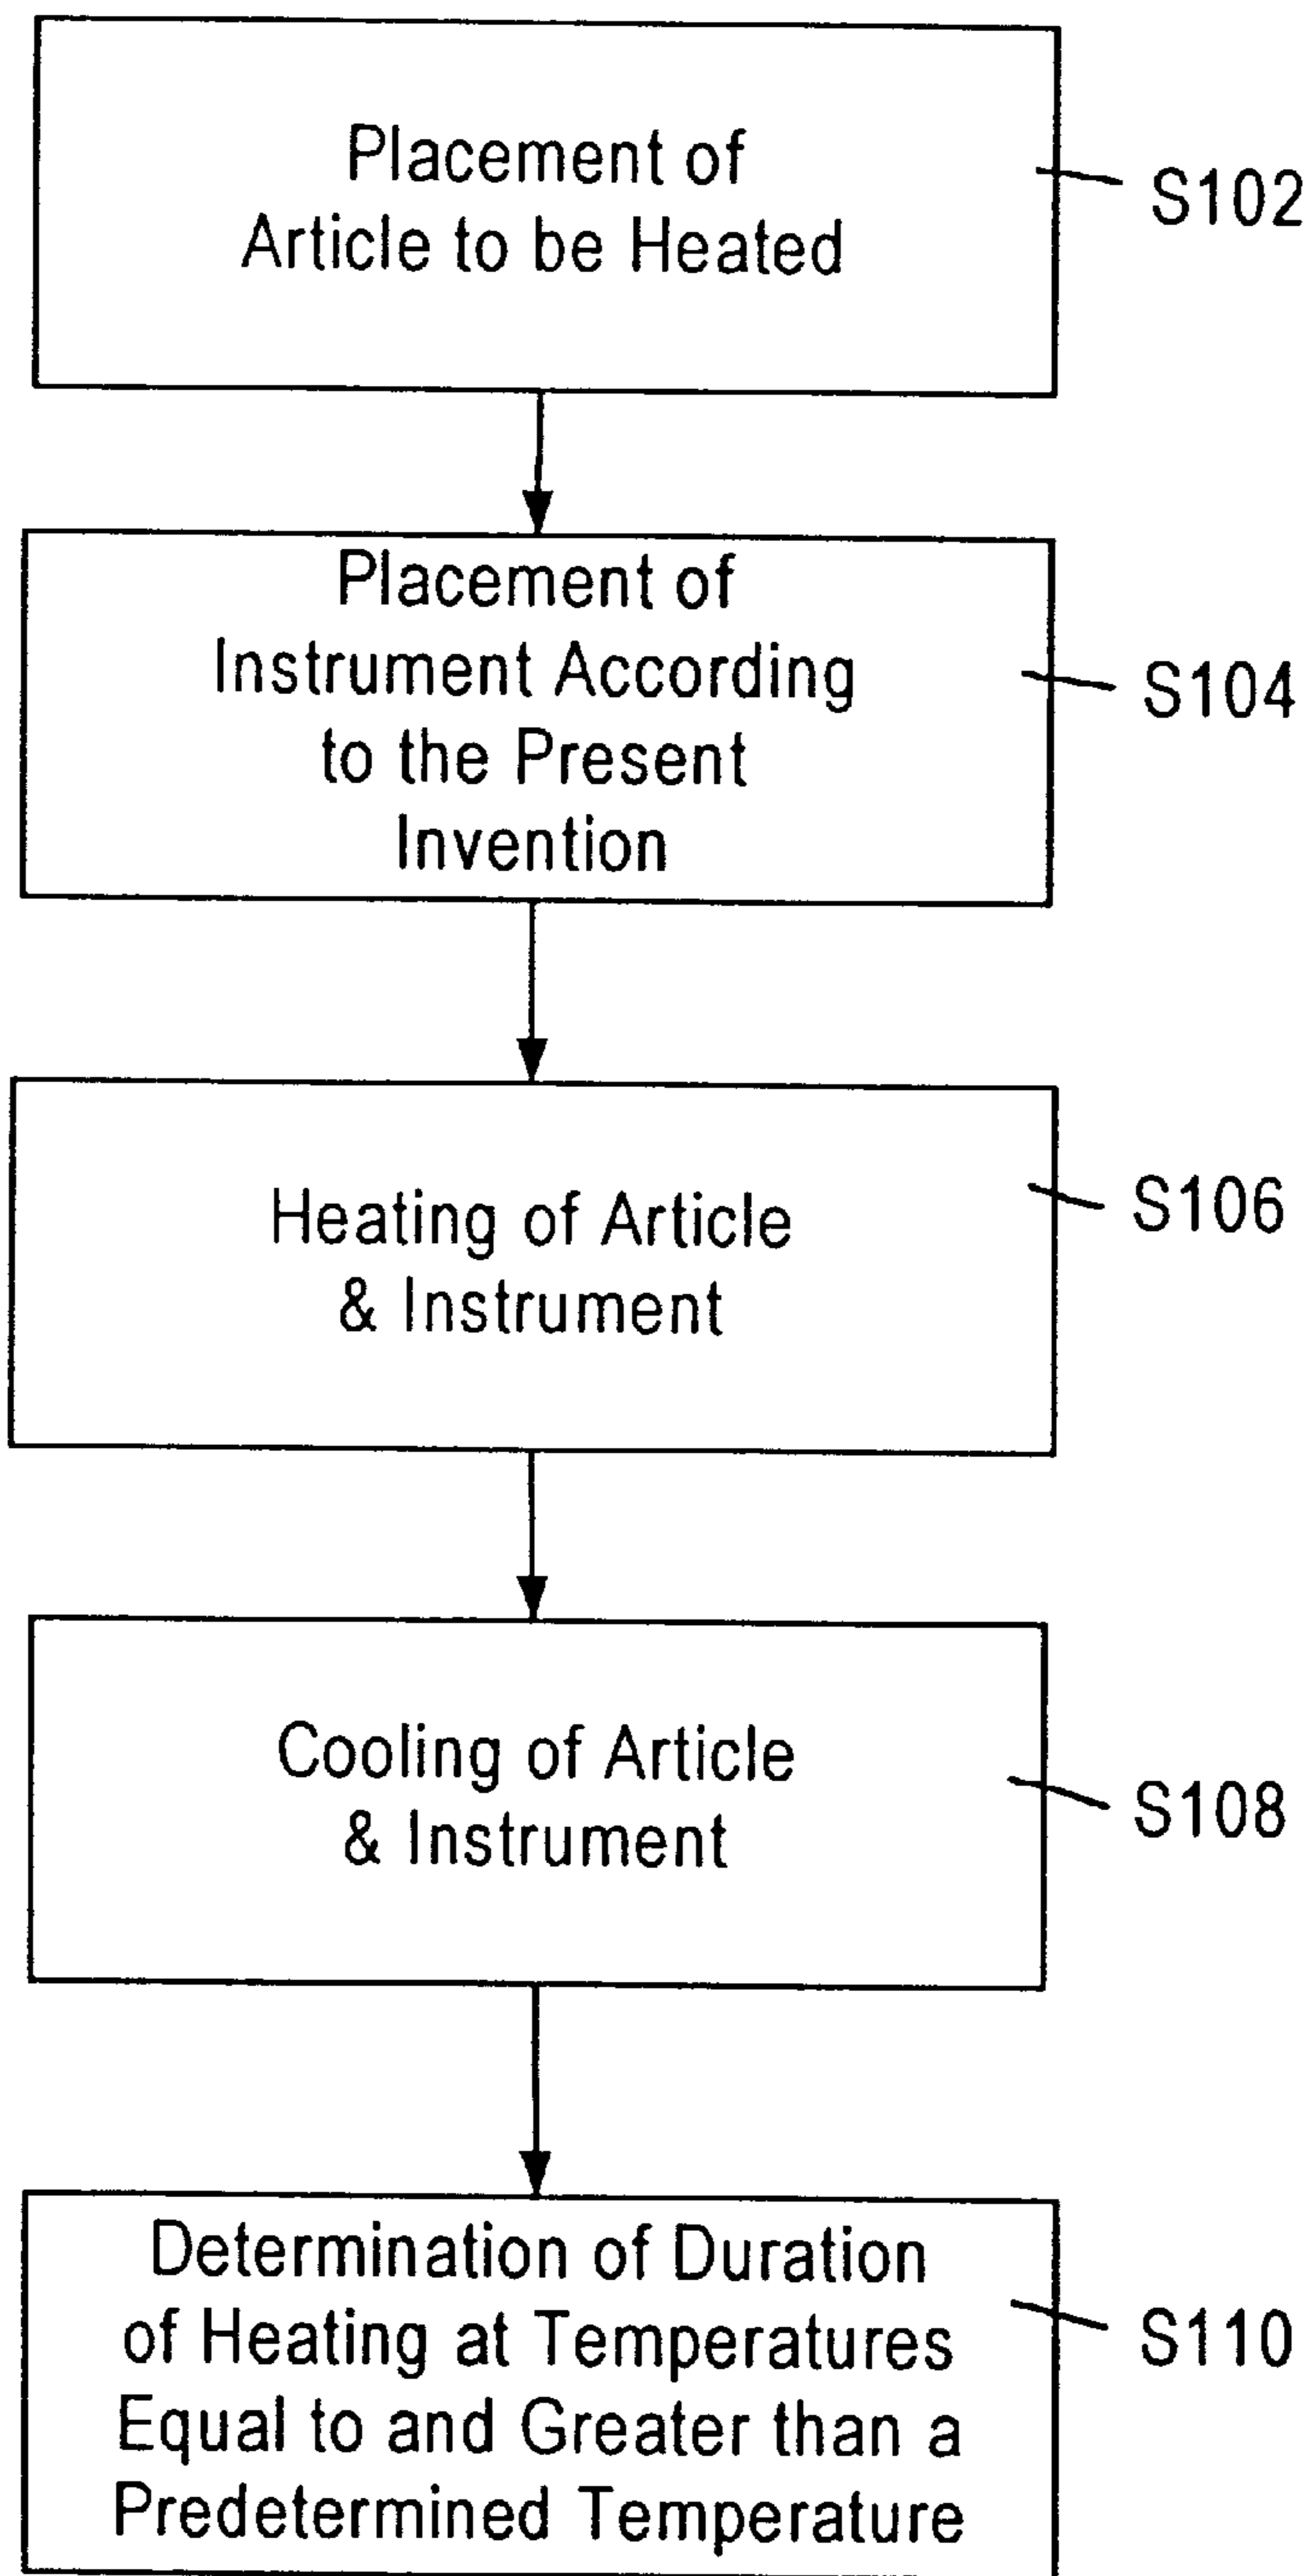 Placement of
Article to be Heated
S102
Placement of
Instrument According
to the Present
Invention
S104
Heating of Article
& Instrument
S106
Cooling of Article
& Instrument
S108
Determination of Duration
of Heating at Temperatures
Equal to and Greater than a
Predetermined Temperature
S110